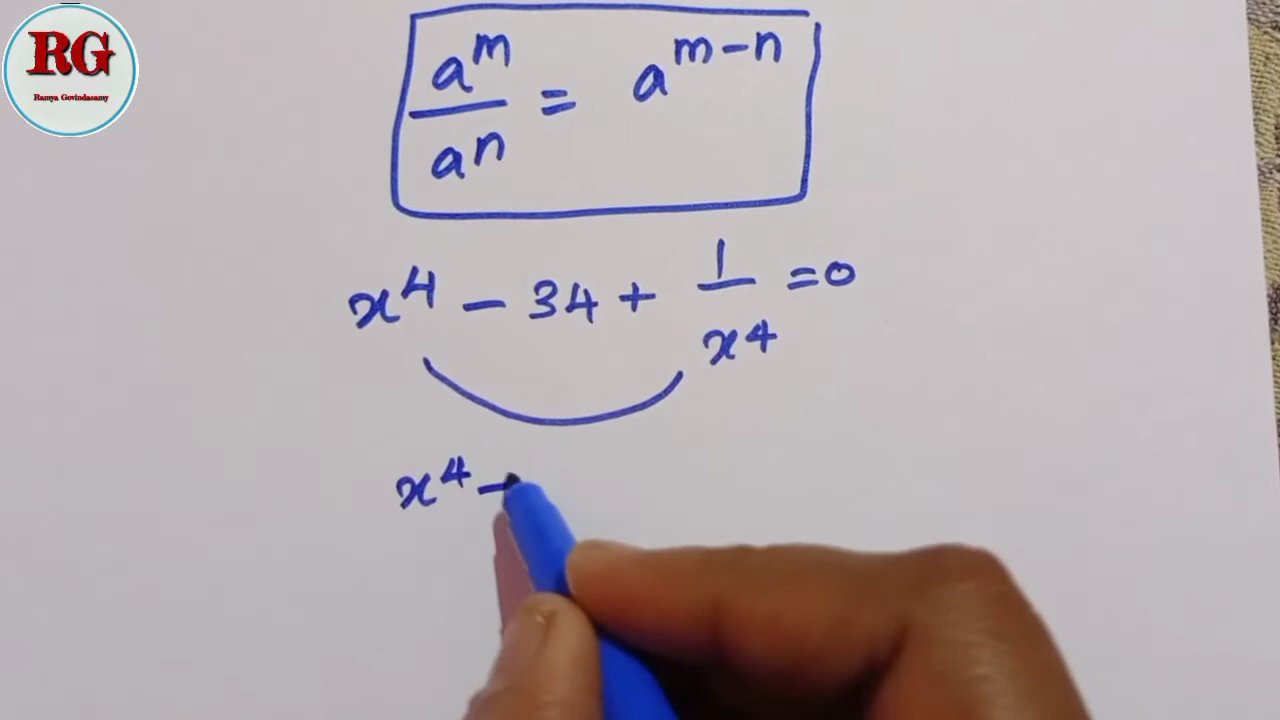 RG
Ramya Govindasamy
a^m / a^n = a^(m-n)
x^4 - 34 + 1/x^4 = 0
x^4 -